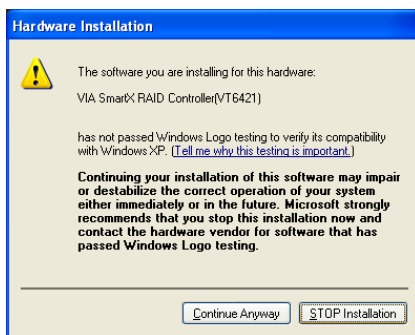 Hardware Installation
The software you are installing for this hardware:
VIA SmartX RAID Controller(VT6421)
has not passed Windows Logo testing to verify its compatibility
with Windows XP. (Tell me why this testing is important.)
Continuing your installation of this software may impair
or destabilize the correct operation of your system
either immediately or in the future. Microsoft strongly
recommends that you stop this installation now and
contact the hardware vendor for software that has
passed Windows Logo testing.
Continue Anyway
STOP Installation